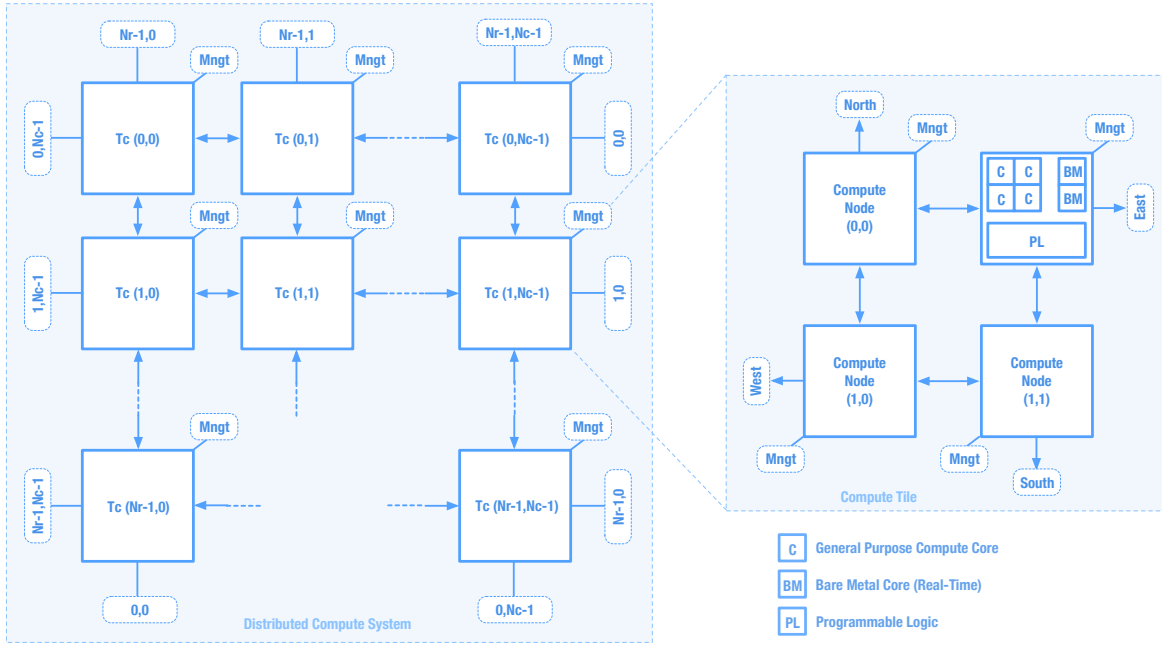 Nr-1,0
Nr-1,1
Nr-1,Nc-1
Mngt
Mngt
Mngt
0,Nc-1
Tc (0,0)
Tc (0,1)
Tc (0,Nc-1)
0,0
Mngt
Mngt
Mngt
1,Nc-1
Tc (1,0)
Tc (1,1)
Tc (1,Nc-1)
1,0
Mngt
Mngt
Nr-1,Nc-1
Tc (Nr-1,0)
Tc (Nr-1,Nc-1)
Nr-1,0
0,0
0,Nc-1
Distributed Compute System
North
Mngt
Mngt
Compute
Node
(0,0)
C
C
BM
C
C
BM
PL
East
West
Compute
Node
(1,0)
Compute
Node
(1,1)
Mngt
Mngt
South
Compute Tile
C General Purpose Compute Core
BM Bare Metal Core (Real-Time)
PL Programmable Logic